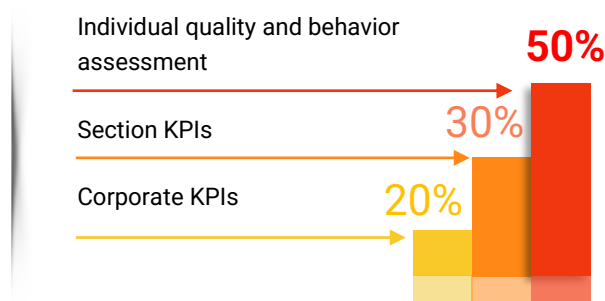 Individual quality and behavior
assessment
50%
Section KPIs
30%
Corporate KPIs
20%